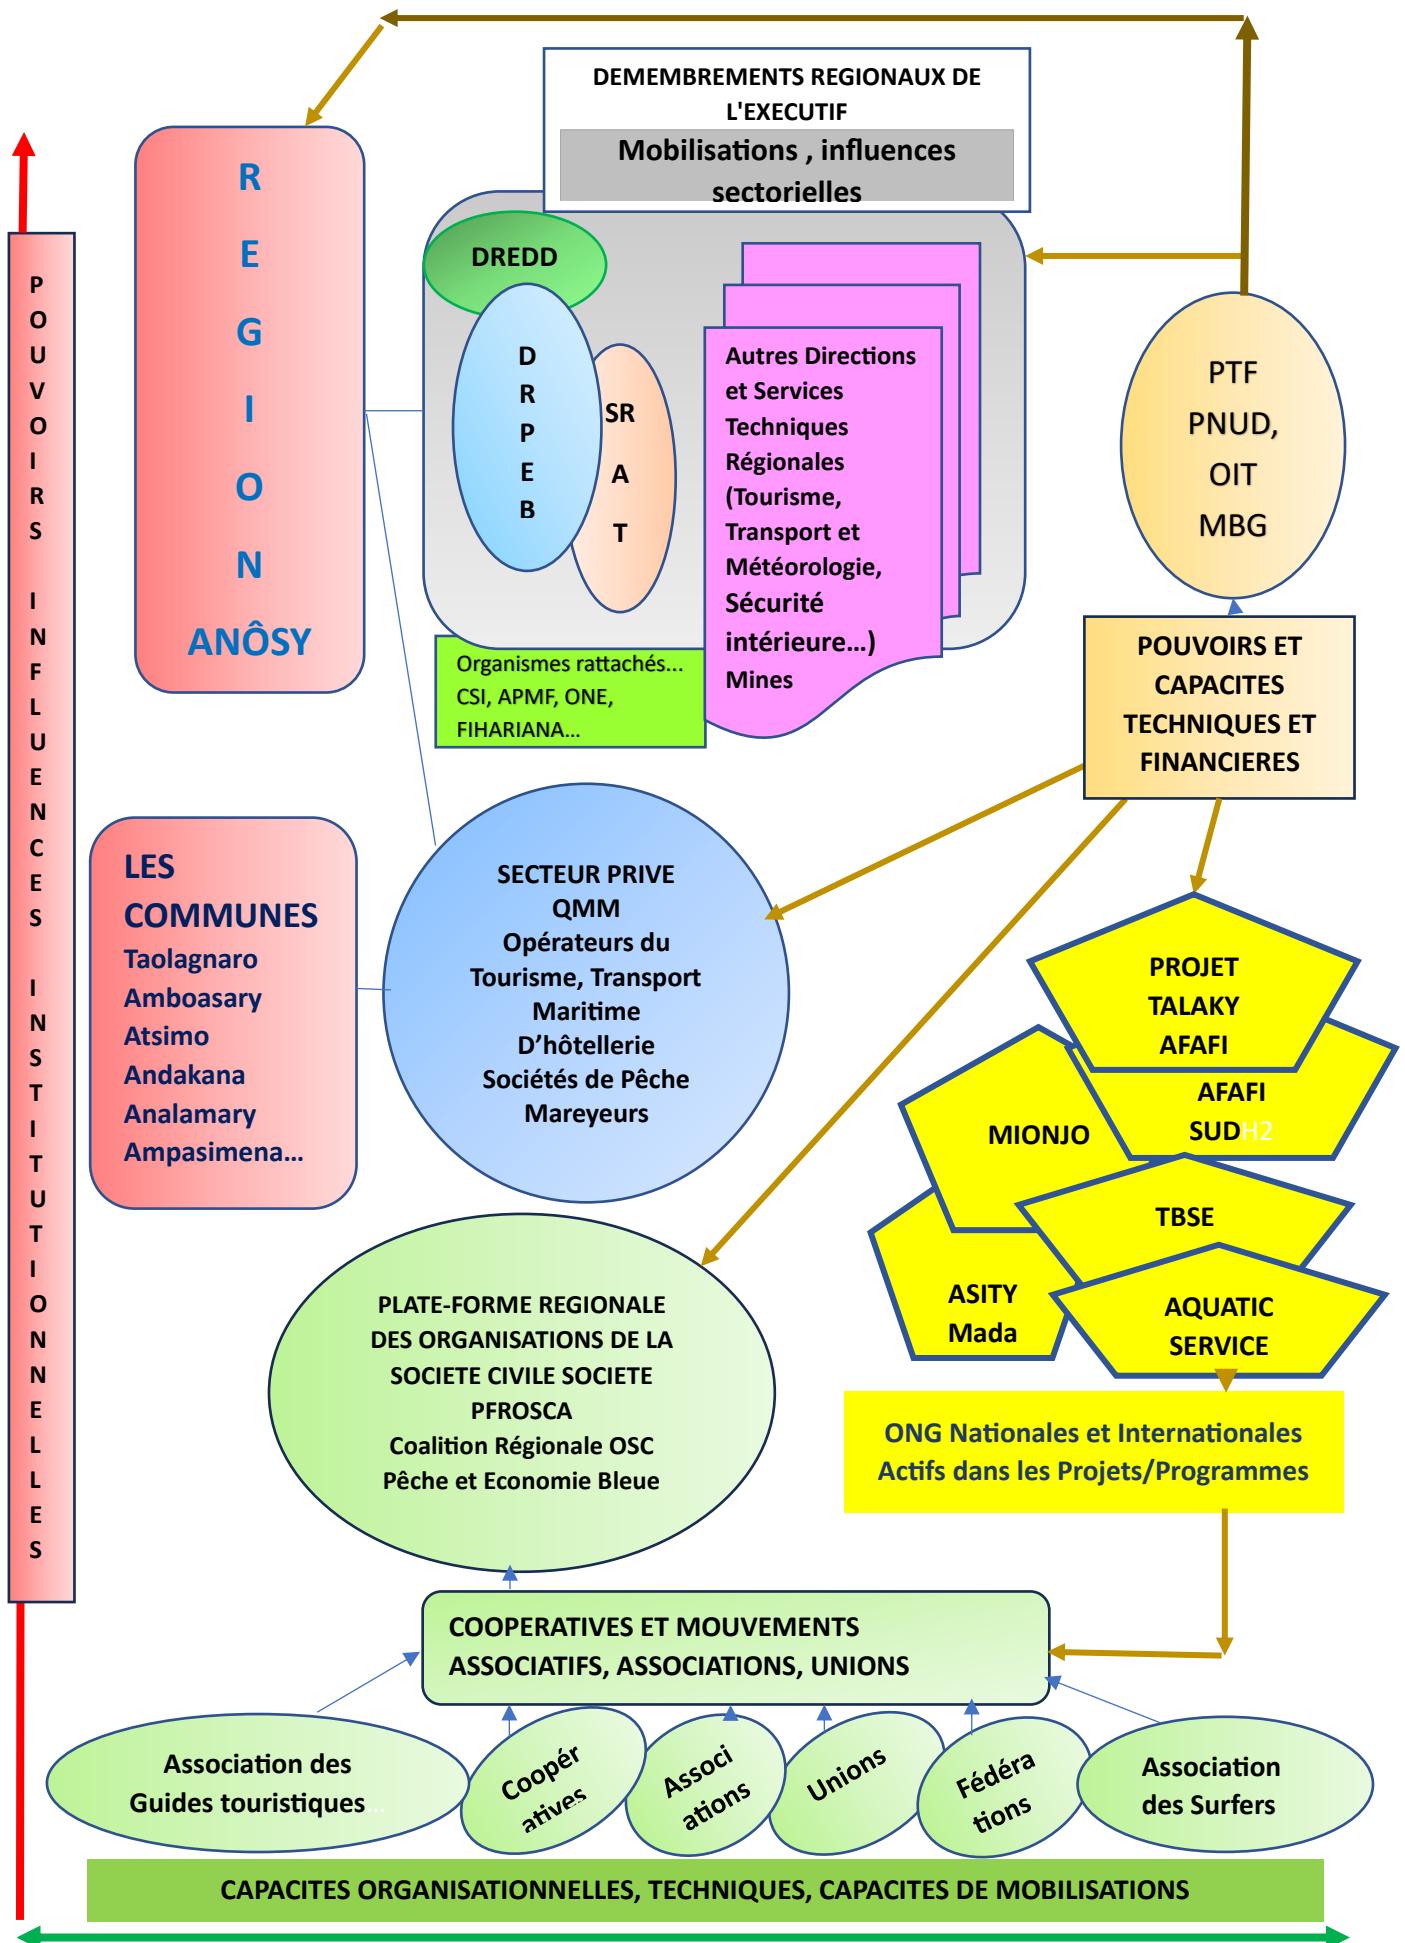 DEMEMBREMENTS REGIONAUX DE
L'EXECUTIF
Mobilisations , influences
sectorielles
R
E
G
I
O
N
ANÔSY
POUVOIRS INFLUENCES INSTITUTIONNELLES
DREDD
D
R
P
E
B
SR
A
T
Autres Directions
et Services
Techniques
Régionales
(Tourisme,
Transport et
Météorologie,
Sécurité
intérieure...)
Mines
Organismes rattachés...
CSI, APMF, ONE,
FIHARIANA...
PTF
PNUD,
OIT
MBG
POUVOIRS ET
CAPACITES
TECHNIQUES ET
FINANCIERES
LES
COMMUNES
Taolagnaro
Amboasary
Atsimo
Andakana
Analamary
Ampasimena...
SECTEUR PRIVE
QMM
Opérateurs du
Tourisme, Transport
Maritime
D’hôtellerie
Sociétés de Pêche
Mareyeurs
PROJET
TALAKY
AFAFI
AFAFI
SUDH2
MIONJO
TBSE
ASITY
Mada
AQUATIC
SERVICE
PLATE-FORME REGIONALE
DES ORGANISATIONS DE LA
SOCIETE CIVILE SOCIETE
PFROSCA
Coalition Régionale OSC
Pêche et Economie Bleue
ONG Nationales et Internationales
Actifs dans les Projets/Programmes
COOPERATIVES ET MOUVEMENTS
ASSOCIATIFS, ASSOCIATIONS, UNIONS
Association des
Guides touristiques...
Coopér
atives
Associ
ations
Unions
Fédéra
tions
Association
des Surfers
CAPACITES ORGANISATIONNELLES, TECHNIQUES, CAPACITES DE MOBILISATIONS